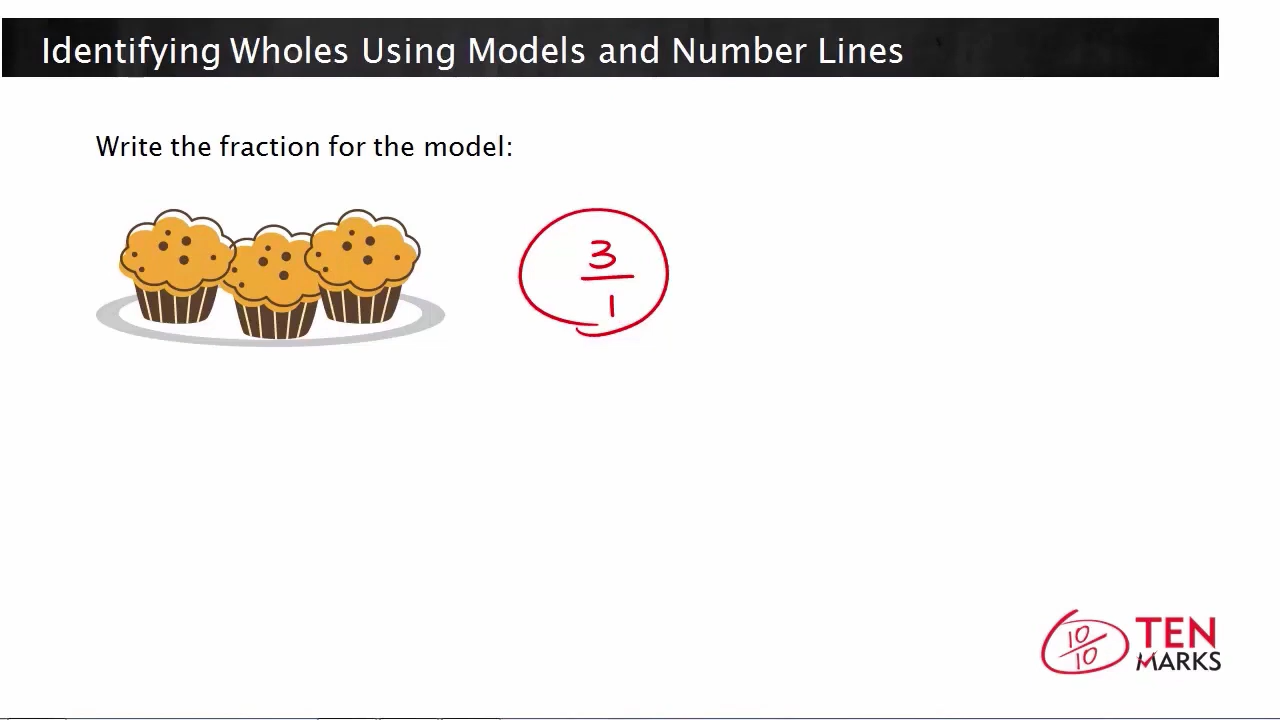 Identifying Wholes Using Models and Number Lines
Write the fraction for the model:
3
1
10
10
TEN
MARKS